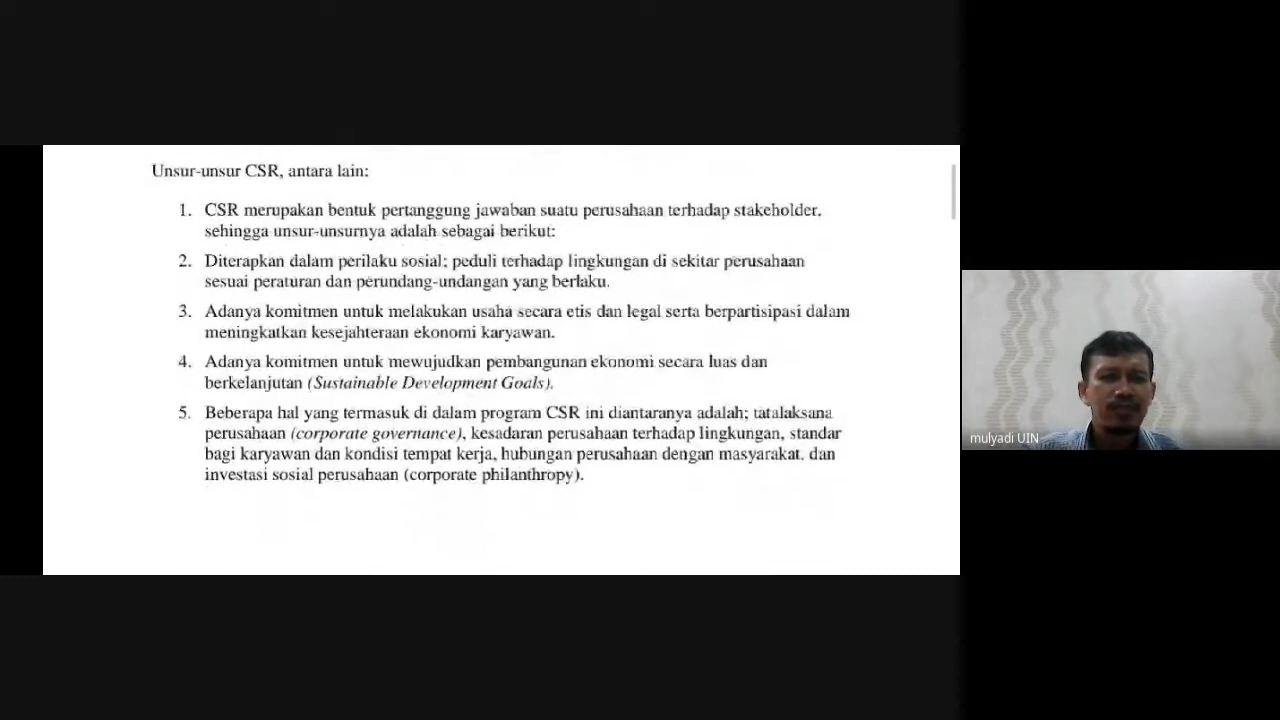 Unsur-unsur CSR, antara lain:
1. CSR merupakan bentuk pertanggung jawaban suatu perusahaan terhadap stakeholder,
sehingga unsur-unsurnya adalah sebagai berikut:
2. Diterapkan dalam perilaku sosial; peduli terhadap lingkungan di sekitar perusahaan
sesuai peraturan dan perundang-undangan yang berlaku.
3. Adanya komitmen untuk melakukan usaha secara etis dan legal serta berpartisipasi dalam
meningkatkan kesejahteraan ekonomi karyawan.
4. Adanya komitmen untuk mewujudkan pembangunan ekonomi secara luas dan
berkelanjutan (Sustainable Development Goals).
5. Beberapa hal yang termasuk di dalam program CSR ini diantaranya adalah; tatalaksana
perusahaan (corporate governance), kesadaran perusahaan terhadap lingkungan, standar
bagi karyawan dan kondisi tempat kerja, hubungan perusahaan dengan masyarakat, dan
investasi sosial perusahaan (corporate philanthropy).
mulyadi UIN